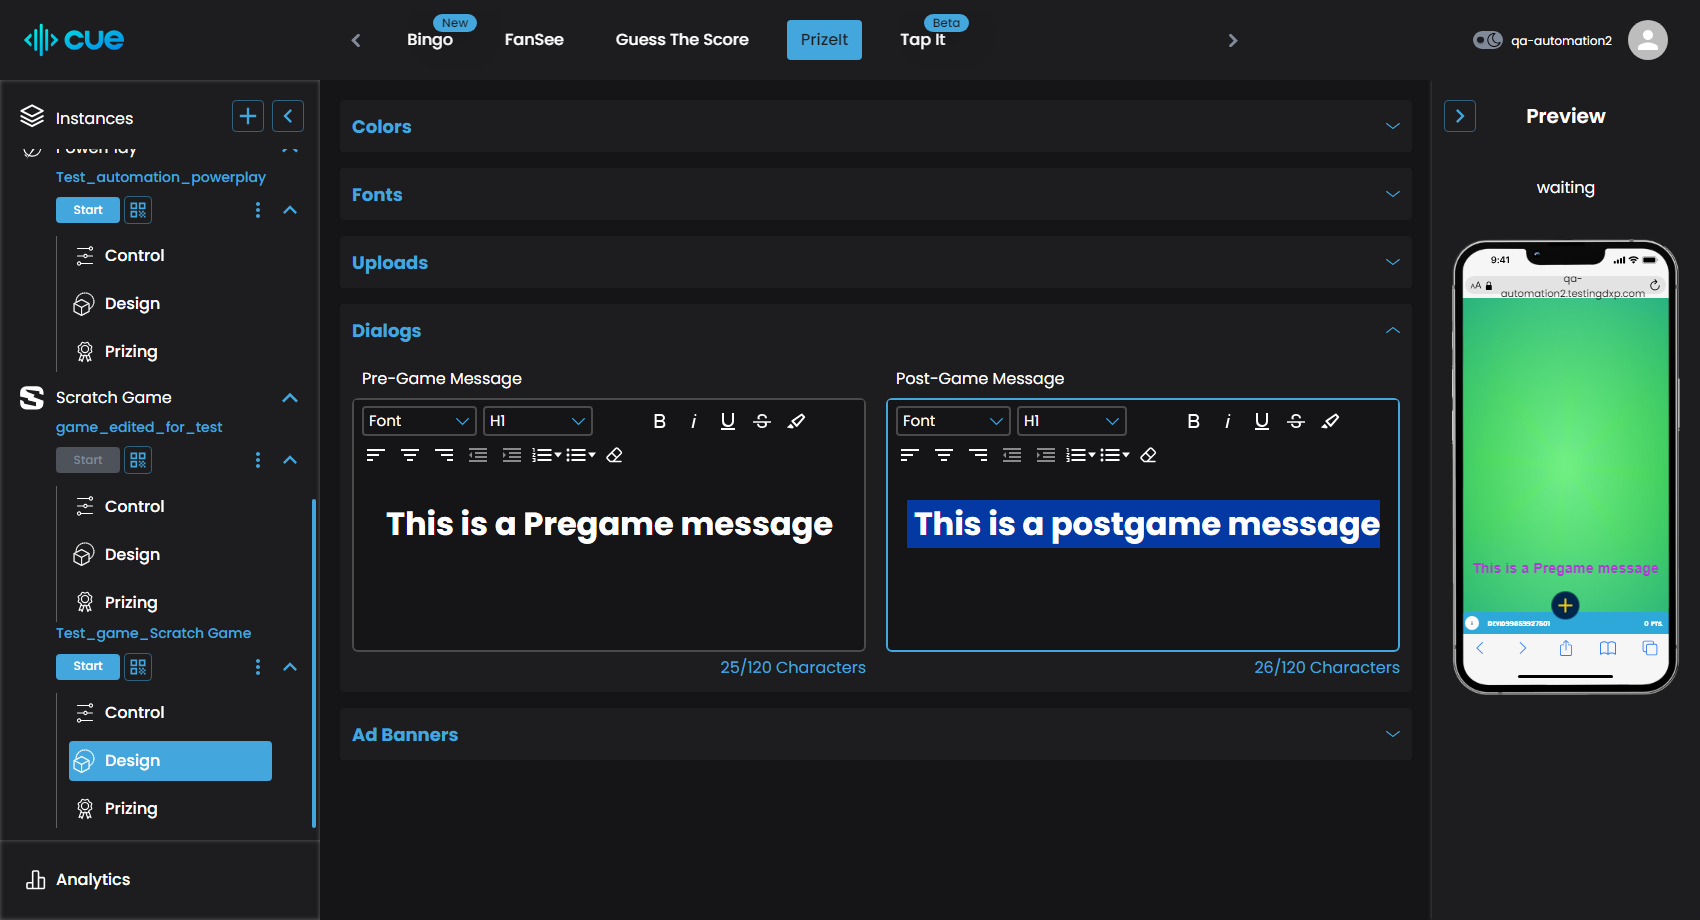 cue
Bingo
New
FanSee
Guess The Score
PrizeIt
Tap It
Beta
qa-automation2
Instances
PowerPlay
Test_automation_powerplay
Start
Control
Design
Prizing
Scratch Game
game_edited_for_test
Start
Control
Design
Prizing
Test_game_Scratch Game
Start
Control
Design
Prizing
Analytics
Colors
Fonts
Uploads
Dialogs
Pre-Game Message
Font
H1
B
i
U
S
This is a Pregame message
25/120 Characters
Post-Game Message
Font
H1
B
i
U
S
This is a postgame message
26/120 Characters
Ad Banners
Preview
waiting
9:41
AA
qa-
automation2.testingdxp.com
This is a Pregame message
0 PTS.